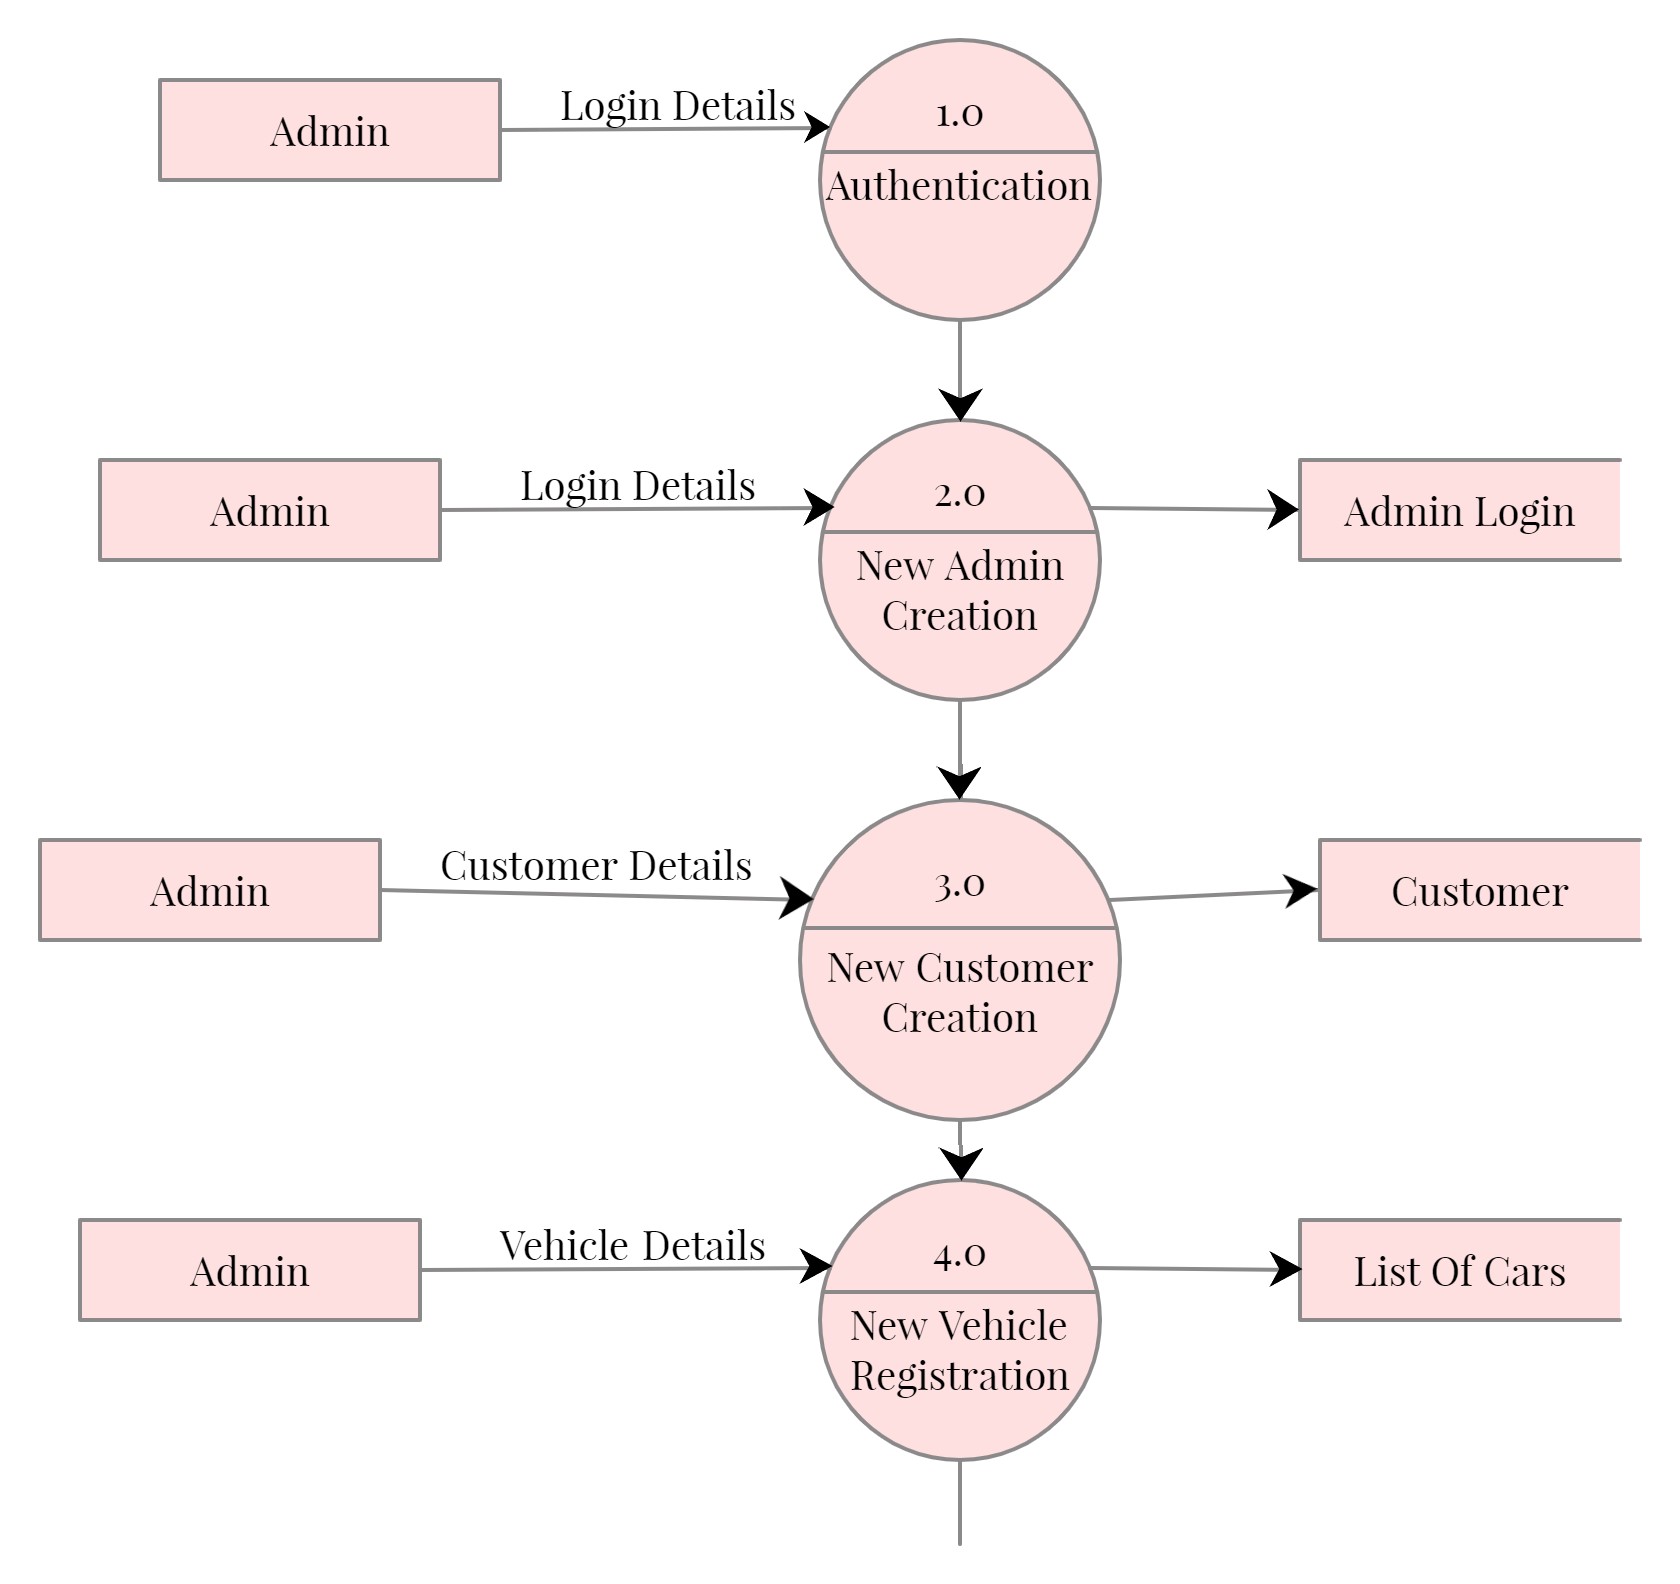 Admin
Login Details
1.0
Authentication
Admin
Login Details
2.0
New Admin
Creation
Admin Login
Admin
Customer Details
3.0
New Customer
Creation
Customer
Admin
Vehicle Details
4.0
New Vehicle
Registration
List Of Cars